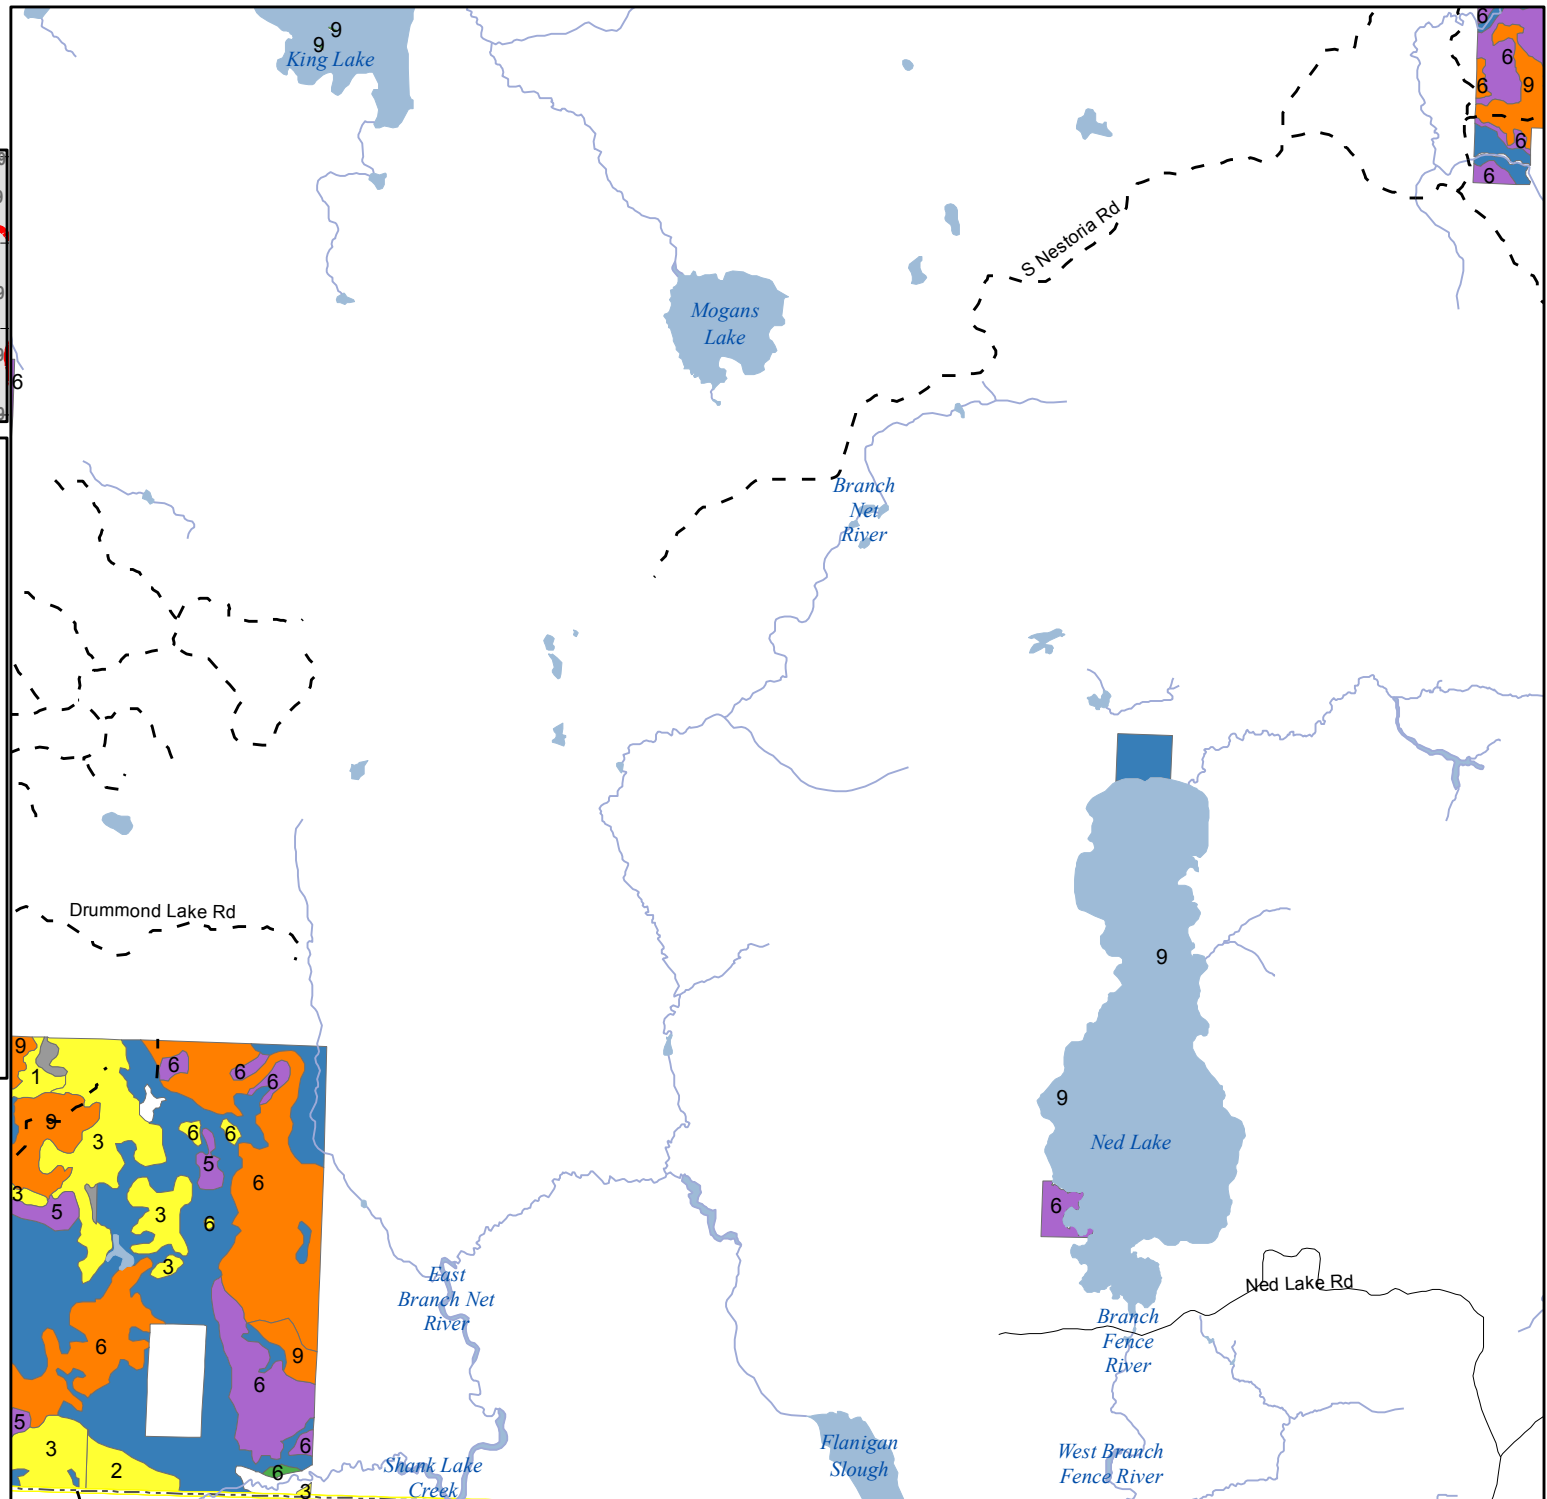 6
9
9
King Lake
6
6
9
6
6
S Nestoria Rd
Mogans
Lake
6
Branch
Net
River
Drummond Lake Rd
9
9
1
6
6
6
9
9
3
6
6
5
Ned Lake
6
3
5
3
6
6
3
East
Branch Net
River
Ned Lake Rd
Branch
Fence
River
6
9
6
5
3
2
6
6
3
Flanigan
Slough
West Branch
Fence River
Shank Lake
Creek